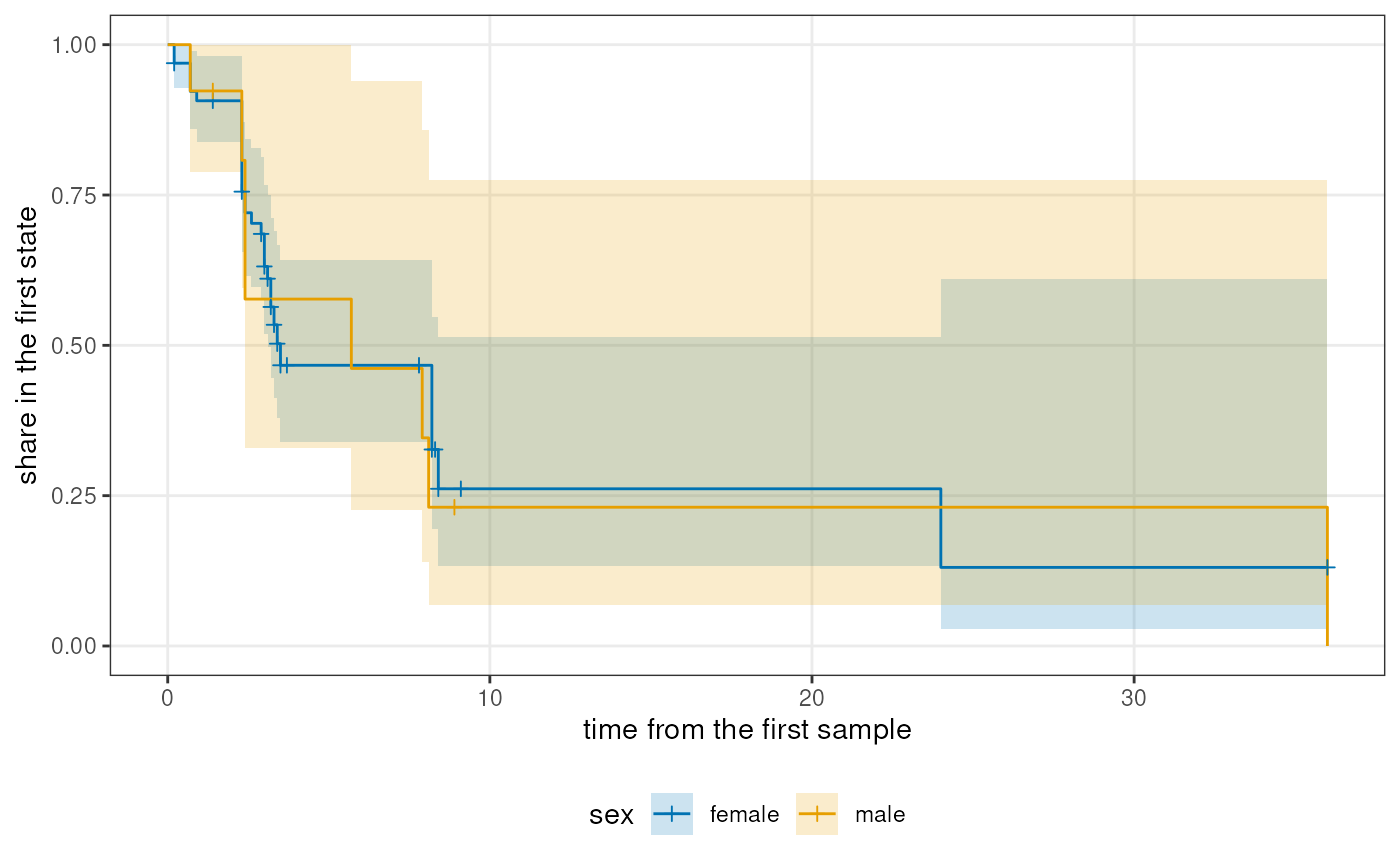 1.00
0.75
0.50
0.25
0.00
share in the first state
0 10 20 30
time from the first sample
sex female male